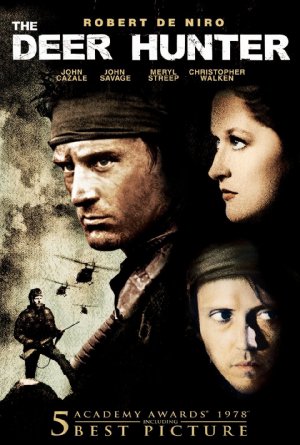 ROBERT DE NIRO
THE
DEER HUNTER
JOHN CAZALE
JOHN SAVAGE
MERYL STREEP
CHRISTOPHER WALKEN
5 ACADEMY AWARDS® 1978
INCLUDING
BEST PICTURE